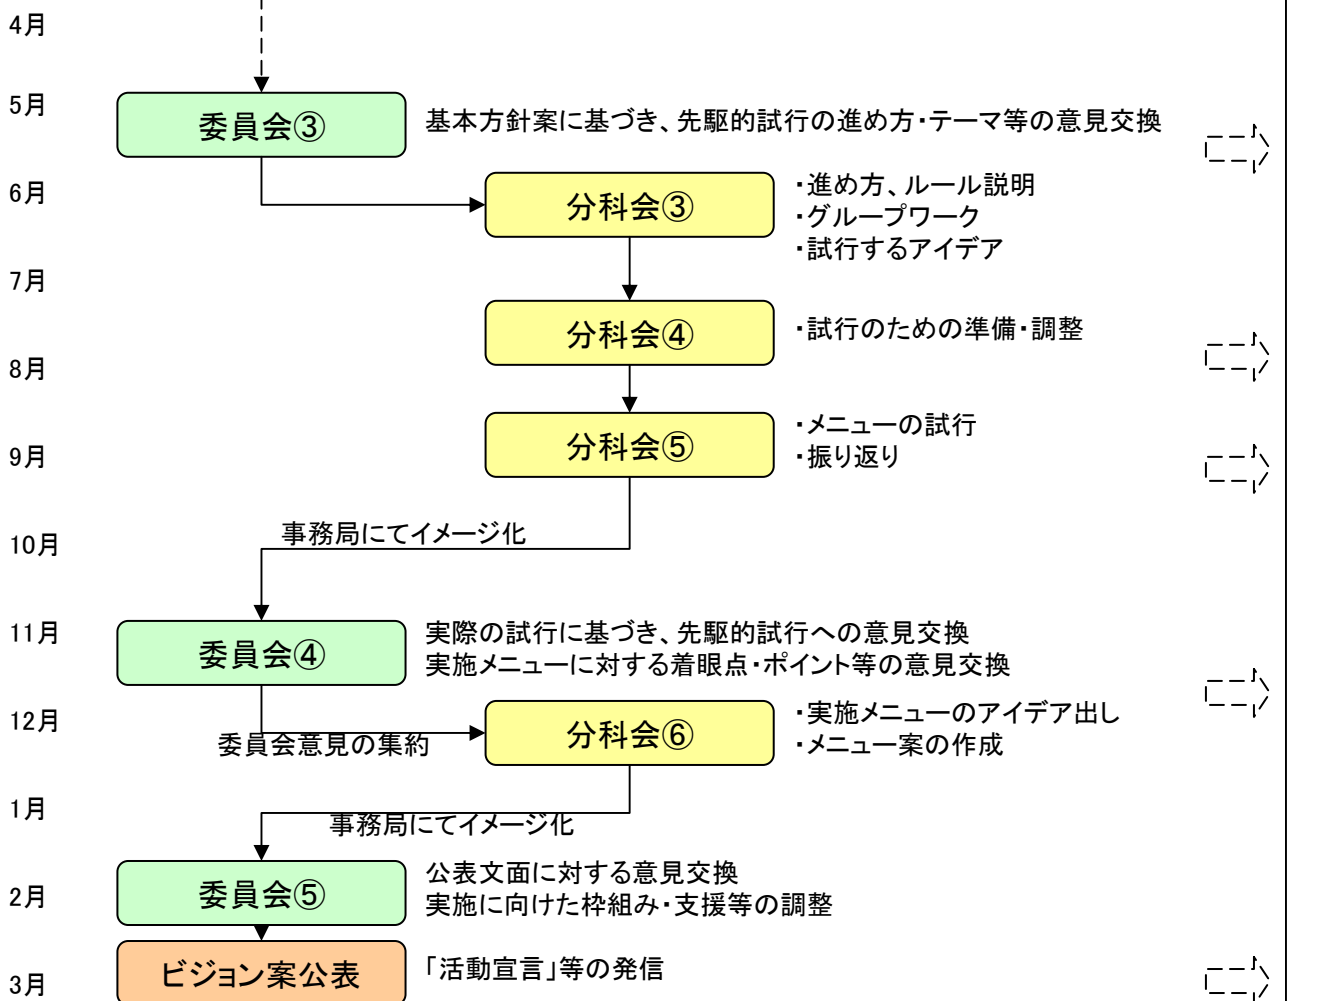 4月
5月
委員会③
基本方針案に基づき、先駆的試行の進め方・テーマ等の意見交換
6月
分科会③
・進め方、ルール説明
・グループワーク
・試行するアイデア
7月
分科会④
・試行のための準備・調整
8月
分科会⑤
・メニューの試行
・振り返り
9月
事務局にてイメージ化
10月
11月
委員会④
実際の試行に基づき、先駆的試行への意見交換
実施メニューに対する着眼点・ポイント等の意見交換
12月
委員会意見の集約
分科会⑥
・実施メニューのアイデア出し
・メニュー案の作成
1月
事務局にてイメージ化
2月
委員会⑤
公表文面に対する意見交換
実施に向けた枠組み・支援等の調整
3月
ビジョン案公表
「活動宣言」等の発信